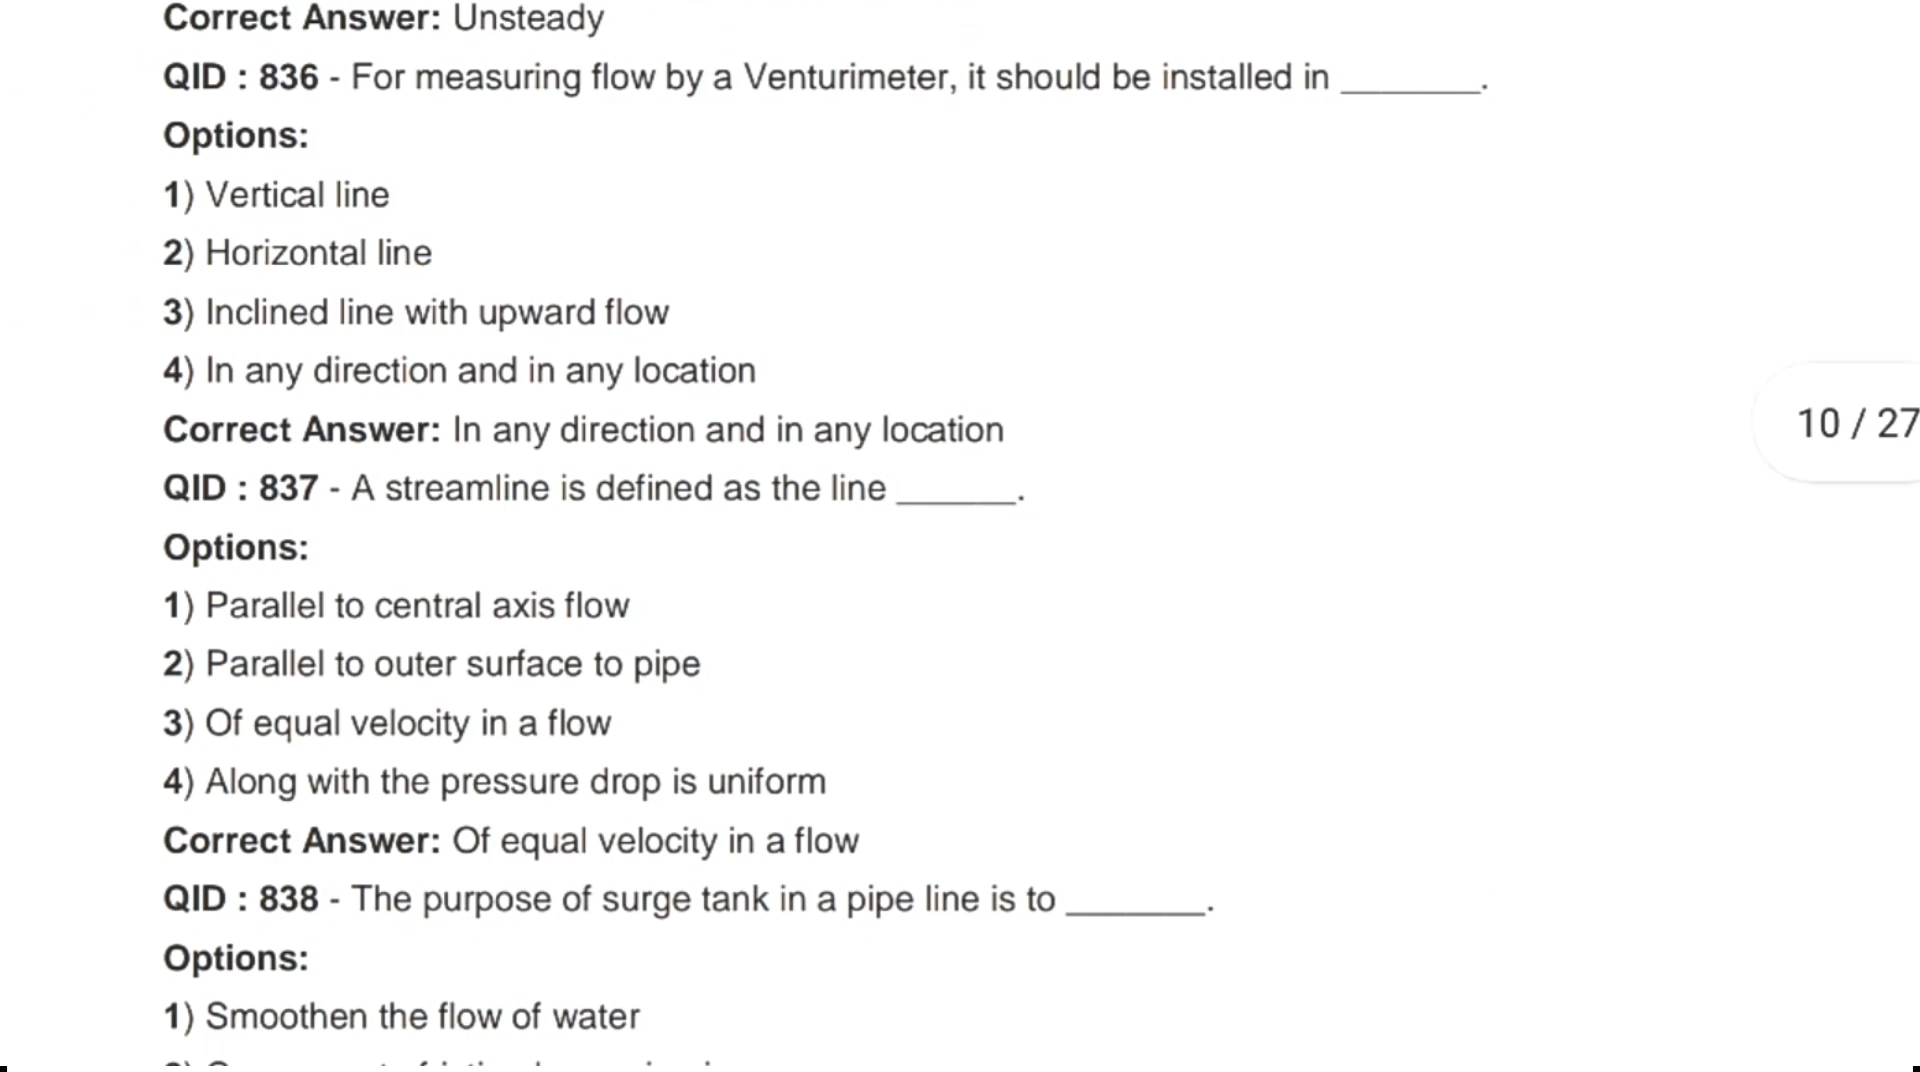 Correct Answer: Unsteady
QID : 836 - For measuring flow by a Venturimeter, it should be installed in _______.
Options:
1) Vertical line
2) Horizontal line
3) Inclined line with upward flow
4) In any direction and in any location
Correct Answer: In any direction and in any location
10 / 27
QID : 837 - A streamline is defined as the line ______.
Options:
1) Parallel to central axis flow
2) Parallel to outer surface to pipe
3) Of equal velocity in a flow
4) Along with the pressure drop is uniform
Correct Answer: Of equal velocity in a flow
QID : 838 - The purpose of surge tank in a pipe line is to _______.
Options:
1) Smoothen the flow of water